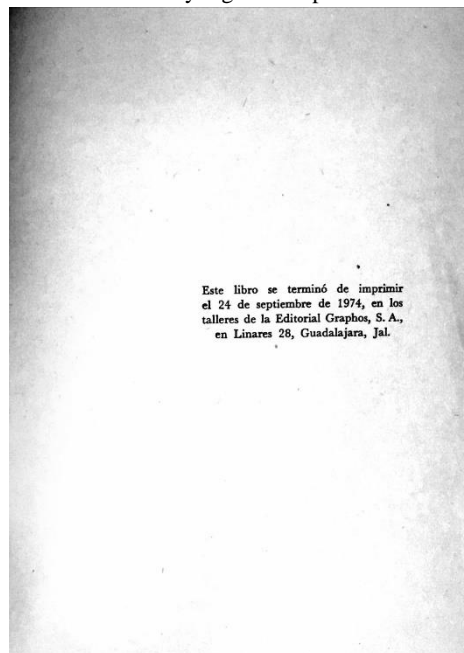 Este libro se terminó de imprimir
el 24 de septiembre de 1974, en los
talleres de la Editorial Graphos, S. A.,
en Linares 28, Guadalajara, Jal.